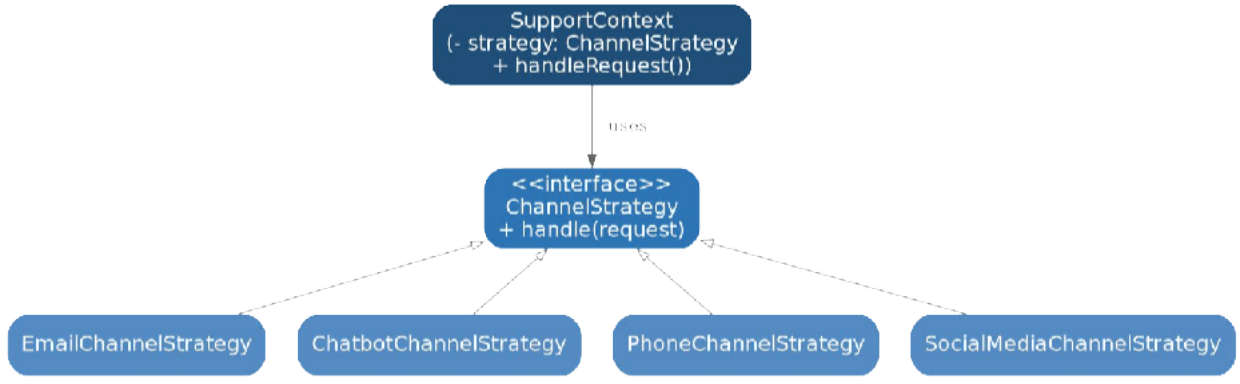 SupportContext
(- strategy: ChannelStrategy
+ handleRequest())
uses
<<interface>>
ChannelStrategy
+ handle(request)
EmailChannelStrategy
ChatbotChannelStrategy
PhoneChannelStrategy
SocialMediaChannelStrategy